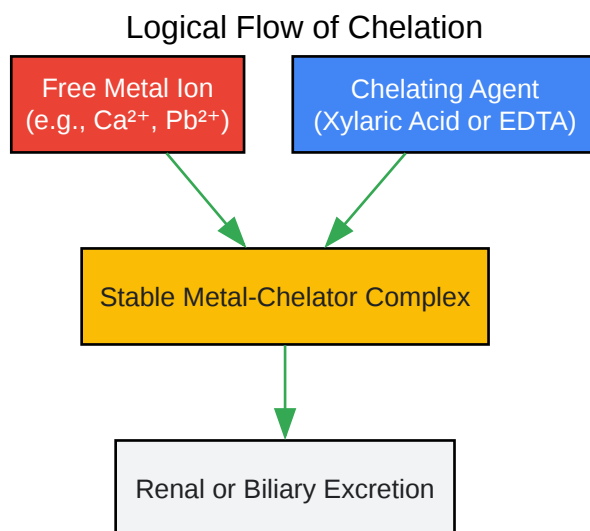 Logical Flow of Chelation
Free Metal Ion
(e.g., Ca²⁺, Pb²⁺)
Chelating Agent
(Xylaric Acid or EDTA)
Stable Metal-Chelator Complex
Renal or Biliary Excretion